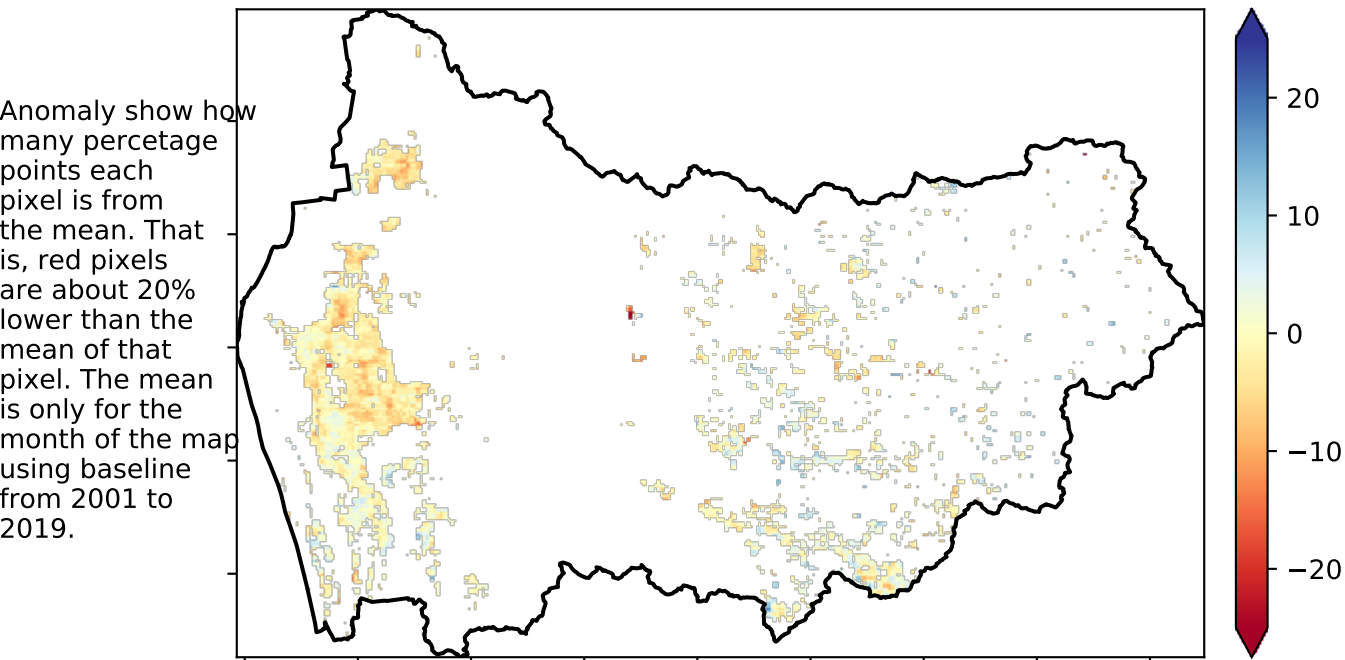 Anomaly show how
many percetage
points each
pixel is from
the mean. That
is, red pixels
are about 20%
lower than the
mean of that
pixel. The mean
is only for the
month of the map
using baseline
from 2001 to
2019.
20
10
0
−10
−20